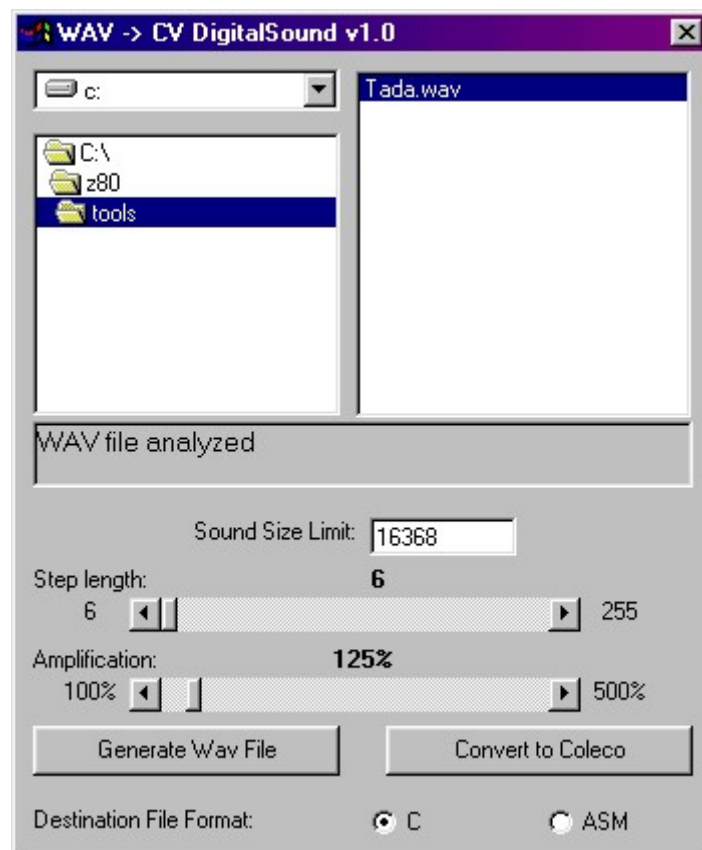 WAV -> CV DigitalSound v1.0
c:
Tada.wav
C:\
z80
tools
WAV file analyzed
Sound Size Limit: 16368
Step length: 6
6 255
Amplification: 125%
100% 500%
Generate Wav File Convert to Coleco
Destination File Format: C ASM